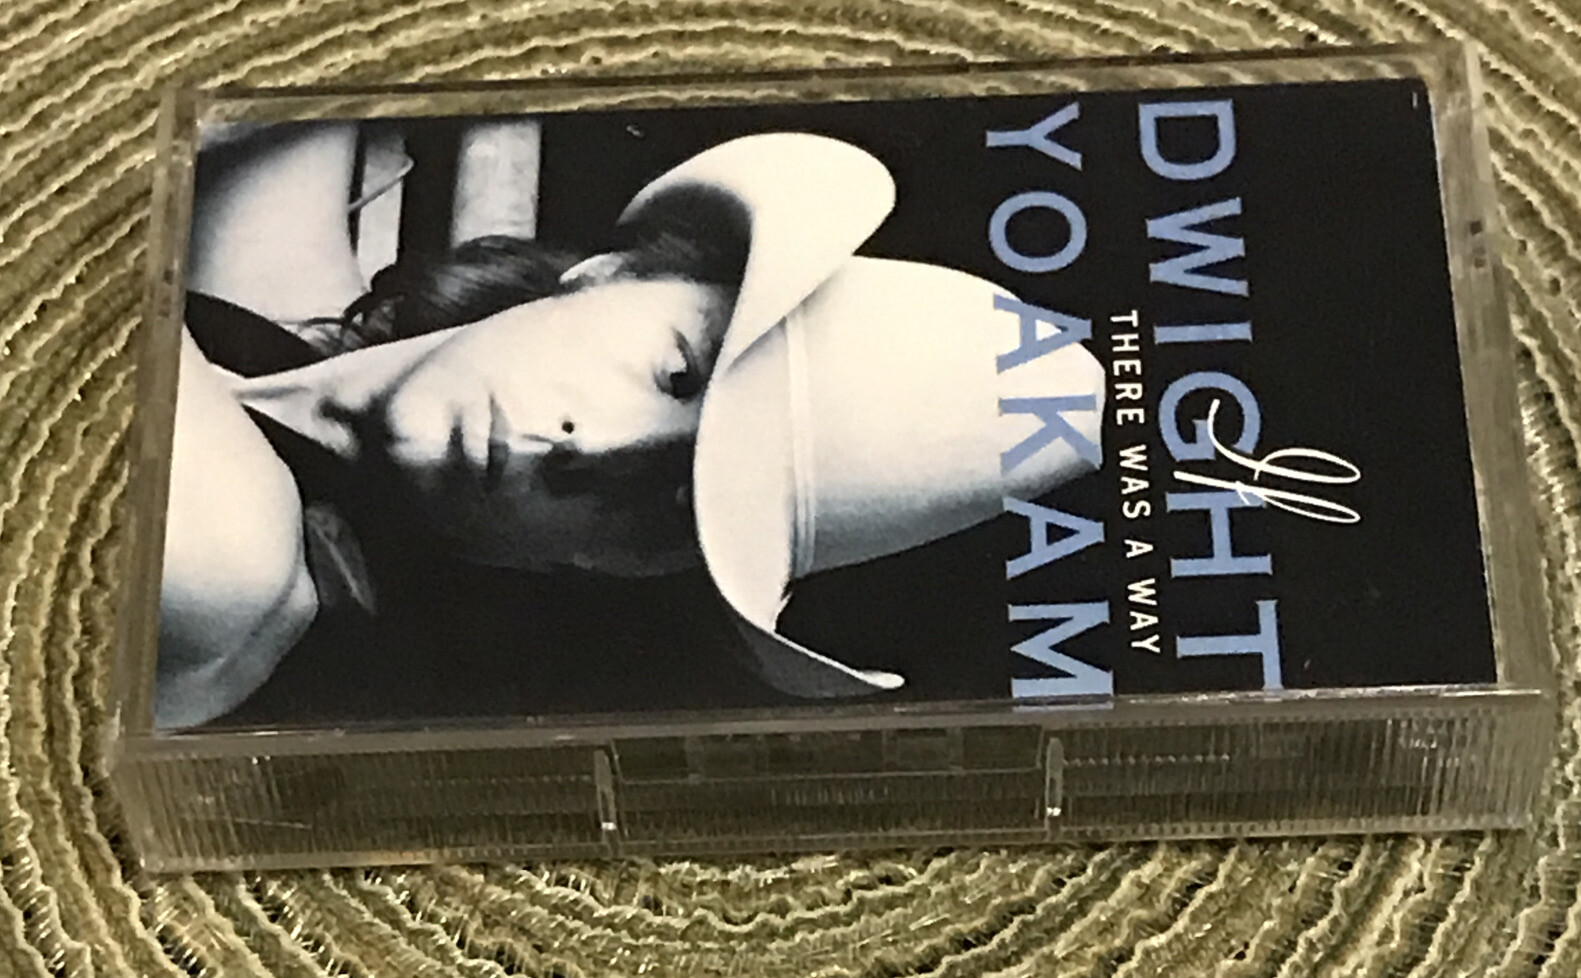 DWIGHT
If
THERE WAS A WAY
YOAKAM